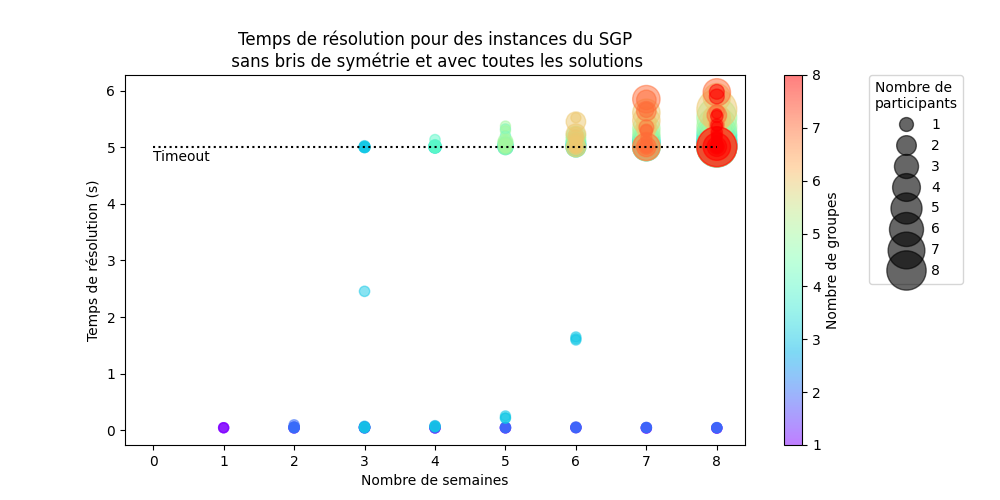 Temps de résolution pour des instances du SGP
sans bris de symétrie et avec toutes les solutions
Temps de résolution (s)
6
5
4
3
2
1
0
Timeout
0 1 2 3 4 5 6 7 8
Nombre de semaines
8
7
6
5
4
3
2
1
Nombre de groupes
Nombre de
participants
1
2
3
4
5
6
7
8